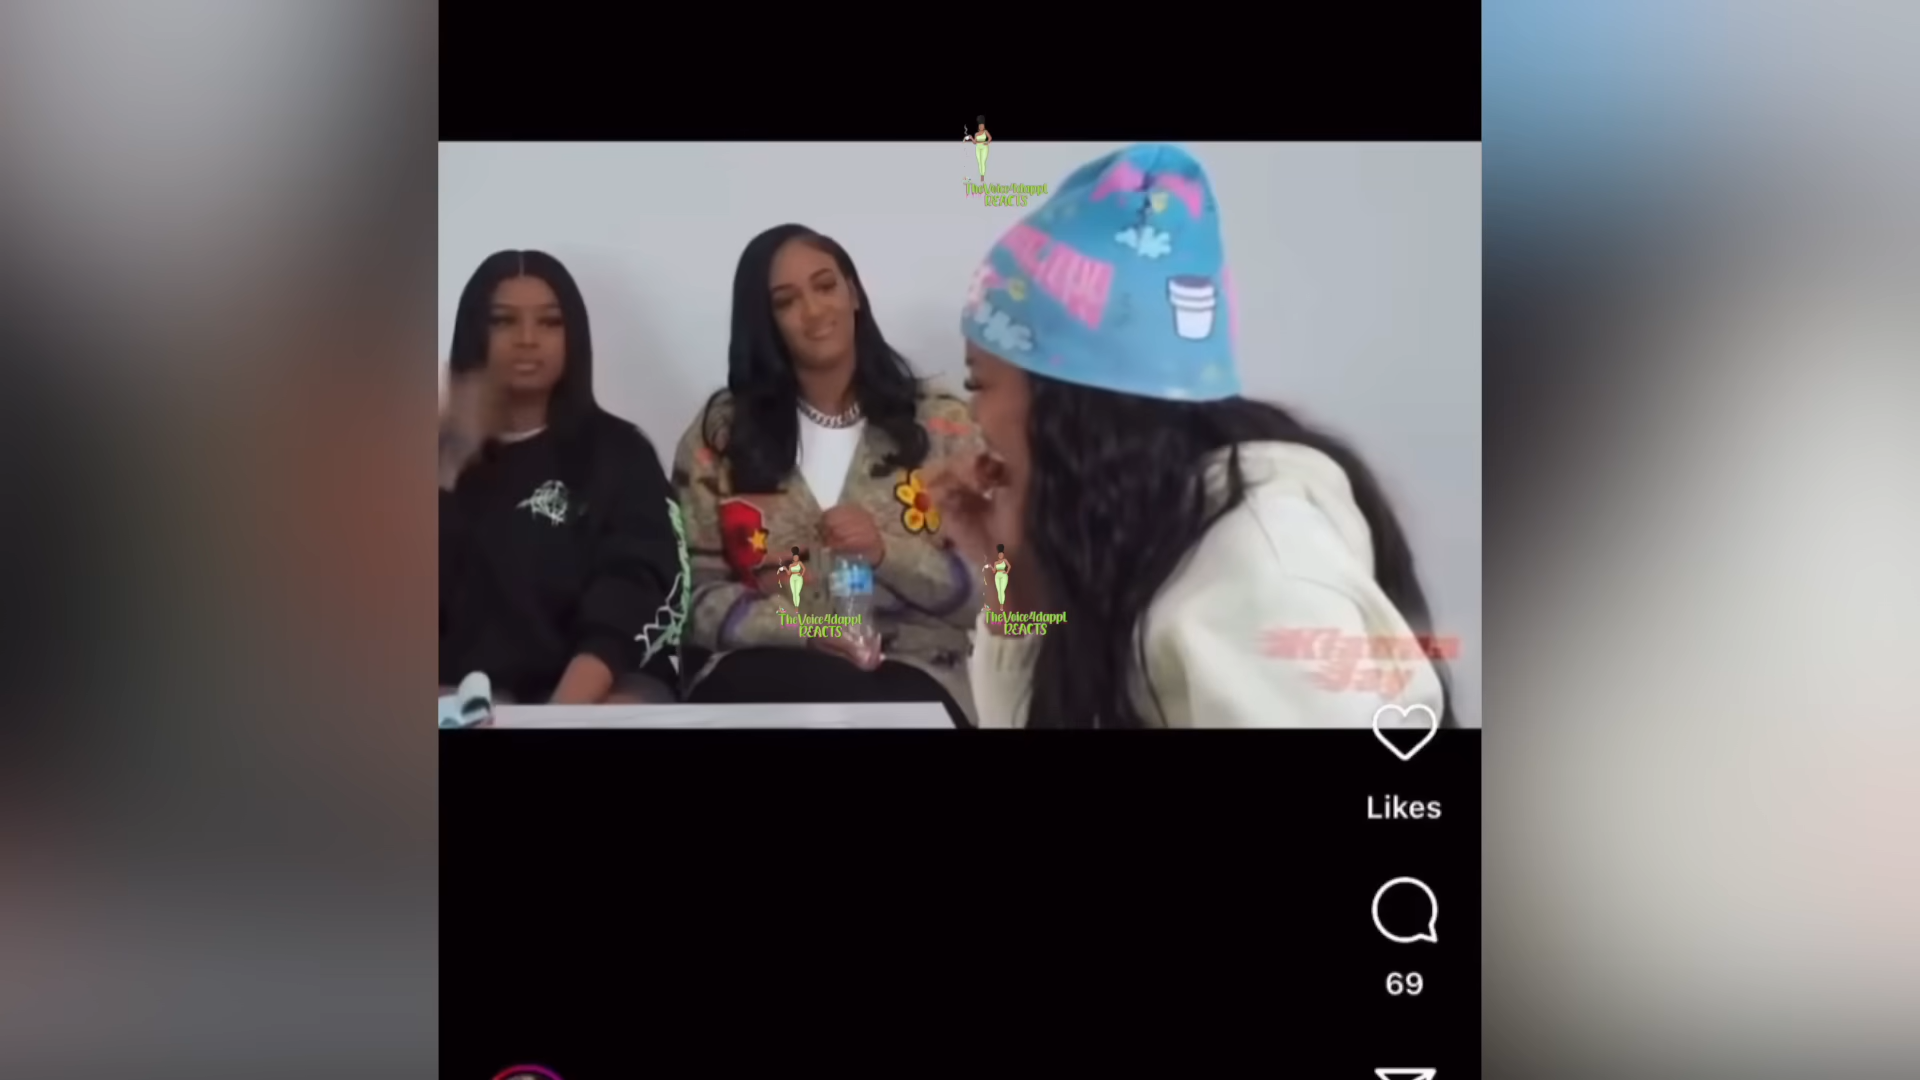 TheVoice4dappl
REACTS
TheVoice4dappl
REACTS
TheVoice4dappl
REACTS
Likes
69